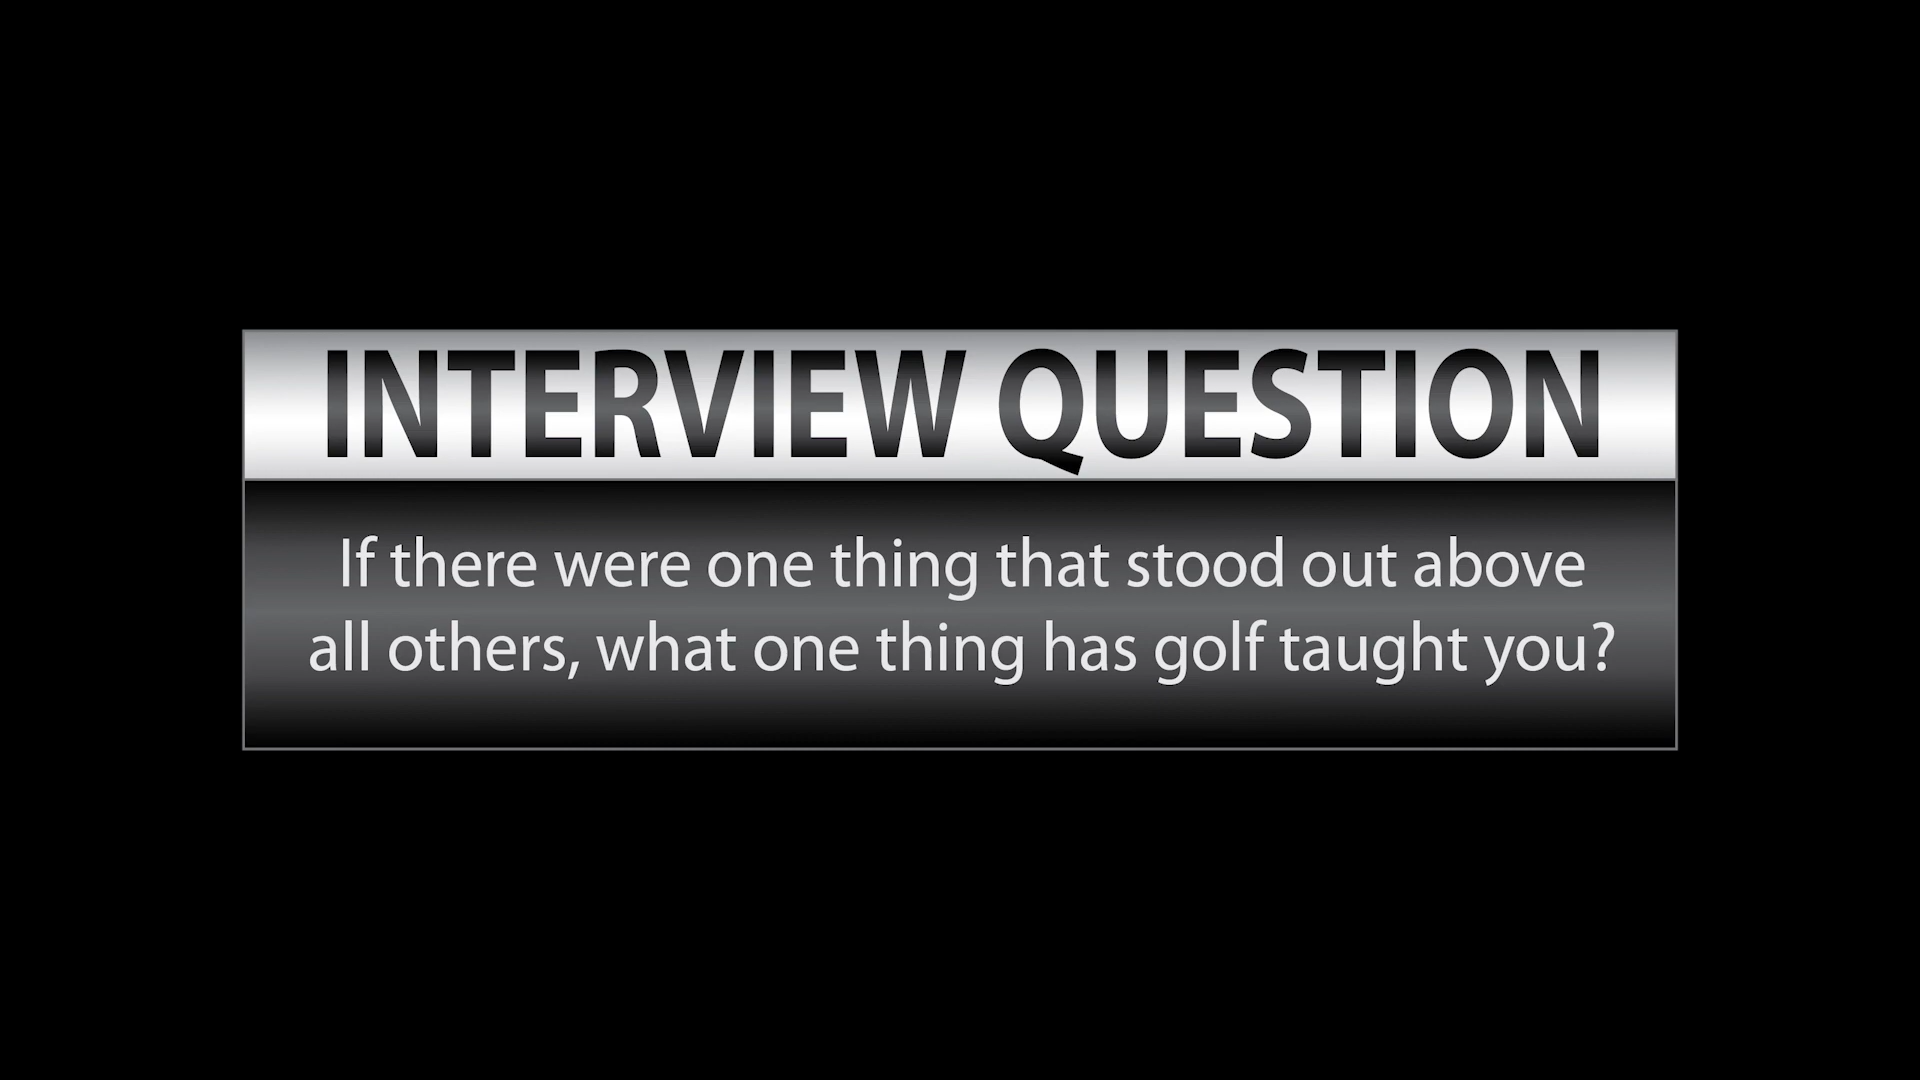 INTERVIEW QUESTION
If there were one thing that stood out above
all others, what one thing has golf taught you?